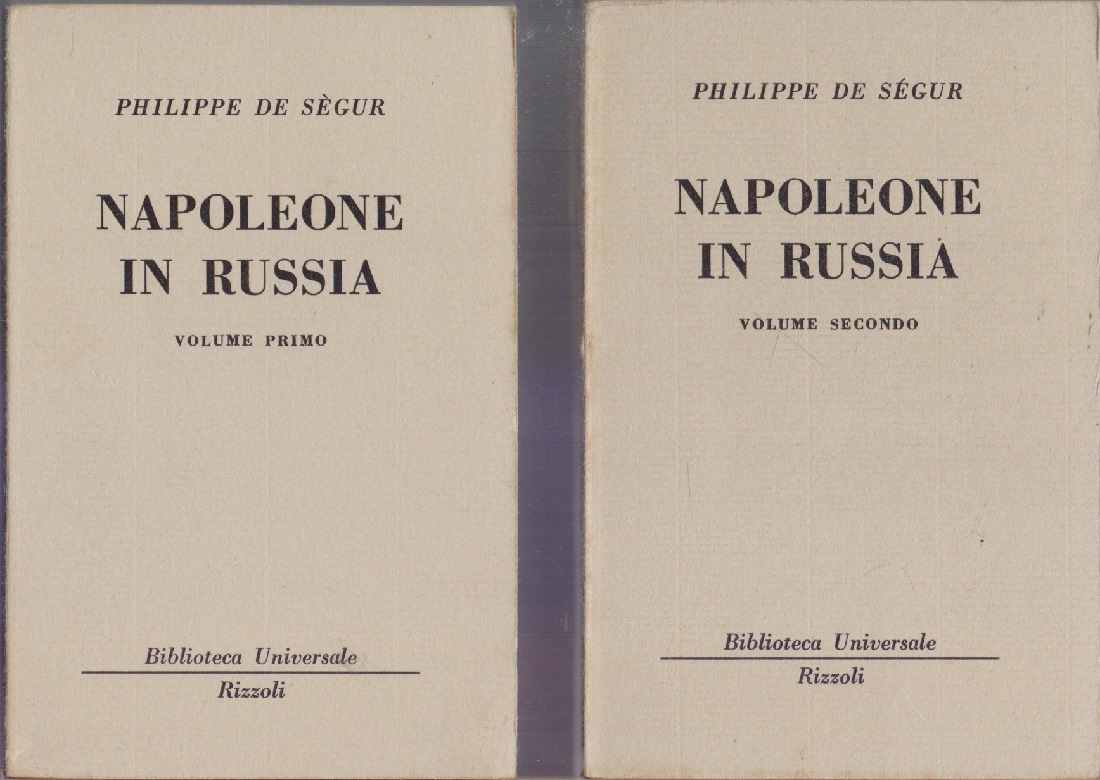 PHILIPPE DE SÈGUR
NAPOLEONE
IN RUSSIA
VOLUME PRIMO
Biblioteca Universale
Rizzoli
PHILIPPE DE SÉGUR
NAPOLEONE
IN RUSSIA
VOLUME SECONDO
Biblioteca Universale
Rizzoli